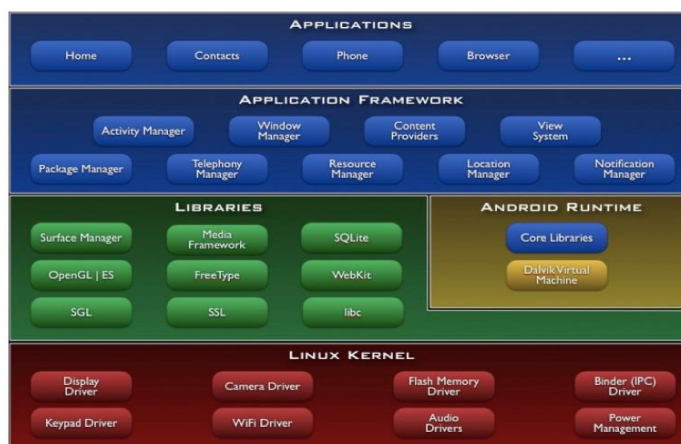 APPLICATIONS
Home
Contacts
Phone
Browser
...
APPLICATION FRAMEWORK
Activity Manager
Window
Manager
Content
Providers
View
System
Package Manager
Telephony
Manager
Resource
Manager
Location
Manager
Notification
Manager
LIBRARIES
Surface Manager
Media
Framework
SQLite
OpenGL | ES
FreeType
WebKit
SGL
SSL
libc
ANDROID RUNTIME
Core Libraries
Dalvik Virtual
Machine
LINUX KERNEL
Display
Driver
Camera Driver
Flash Memory
Driver
Binder (IPC)
Driver
Keypad Driver
WiFi Driver
Audio
Drivers
Power
Management